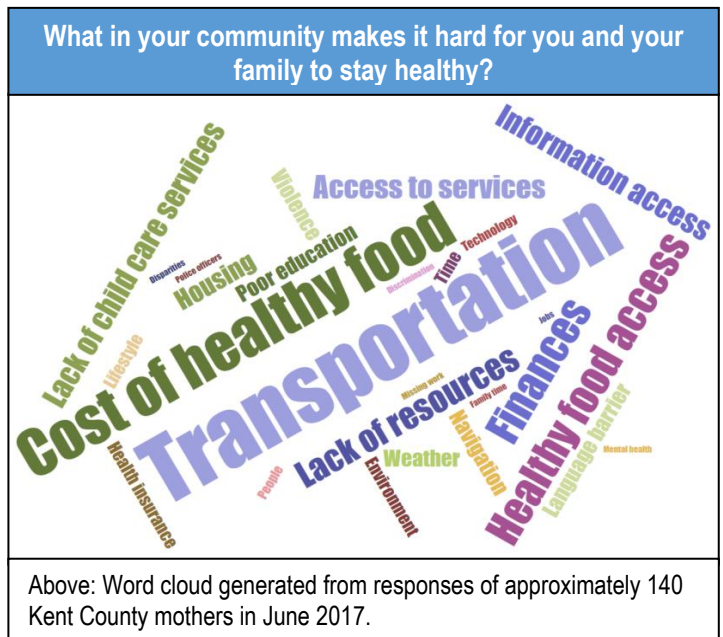 What in your community makes it hard for you and your
family to stay healthy?
Information access
Lack of child care services
Violence
Access to services
Disparities
Police officers
Housing
Poor education
Technology
Time
Discrimination
Cost of healthy food
Transportation
Healthy food access
Lifestyle
Jobs
Finances
Missing work
Family time
Lack of resources
Navigation
Language barrier
Mental health
Weather
Health insurance
People
Environment
Above: Word cloud generated from responses of approximately 140
Kent County mothers in June 2017.